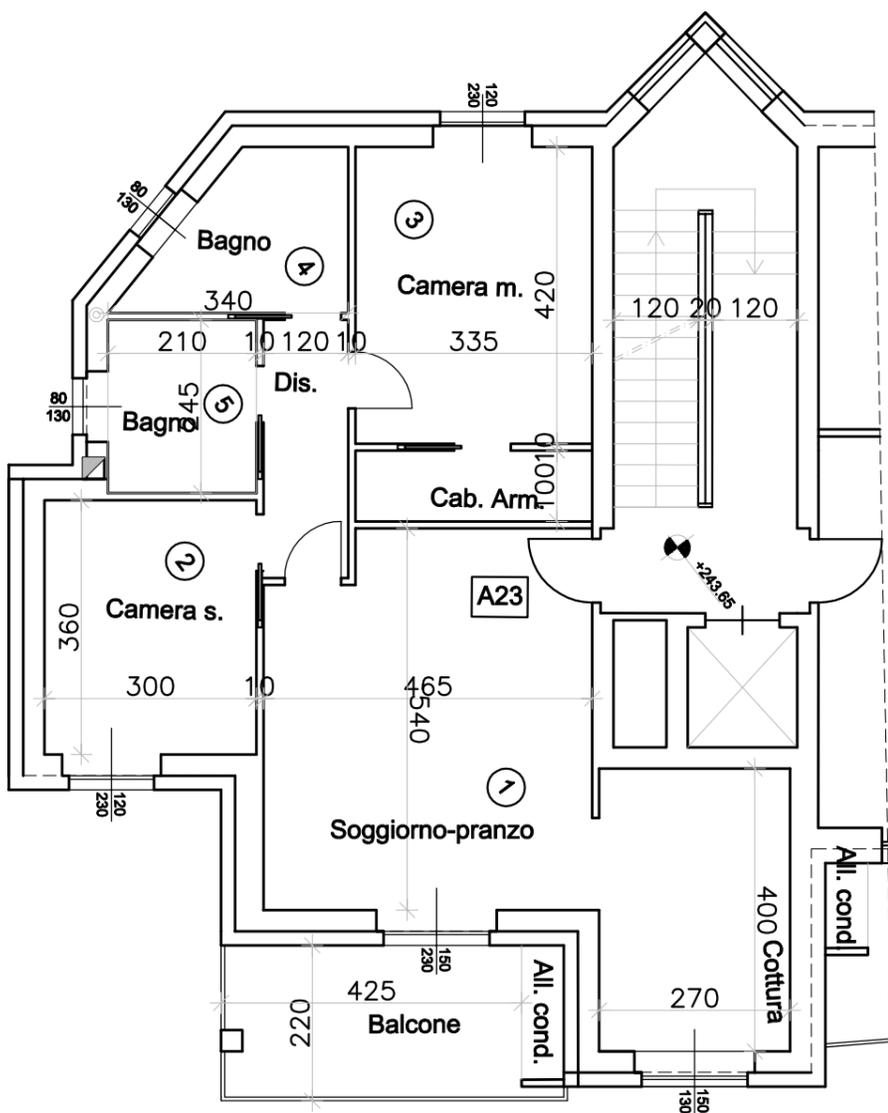 120
230
80
130
Bagno
4
3
Camera m.
420
340
120 20 120
210
10
120
10
335
Dis.
80
130
Bagno
5
245
10
100
Cab. Arm.
2
Camera s.
360
A23
+243.65
300
10
465
540
120
230
1
Soggiorno-pranzo
150
230
400
Cottura
All. cond
425
Balcone
220
All. cond.
270
150
130